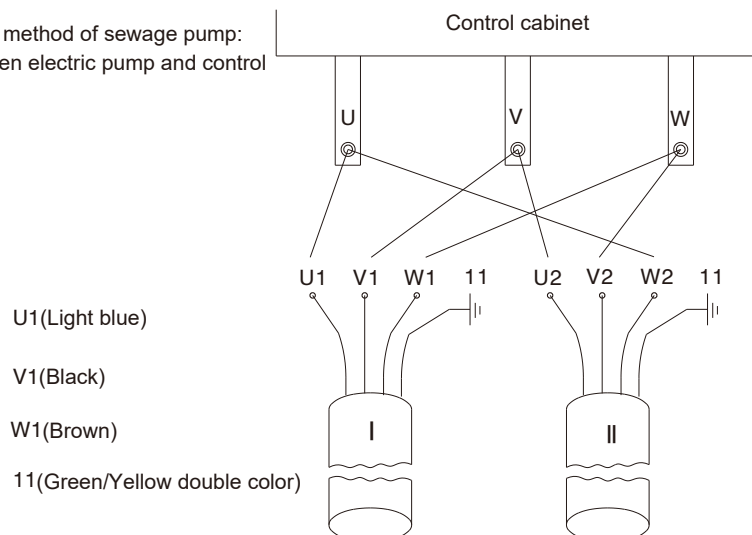 method of sewage pump:
en electric pump and control
Control cabinet
U V W
U1 V1 W1 11 U2 V2 W2 11
U1(Light blue)
V1(Black)
W1(Brown)
11(Green/Yellow double color)
I II